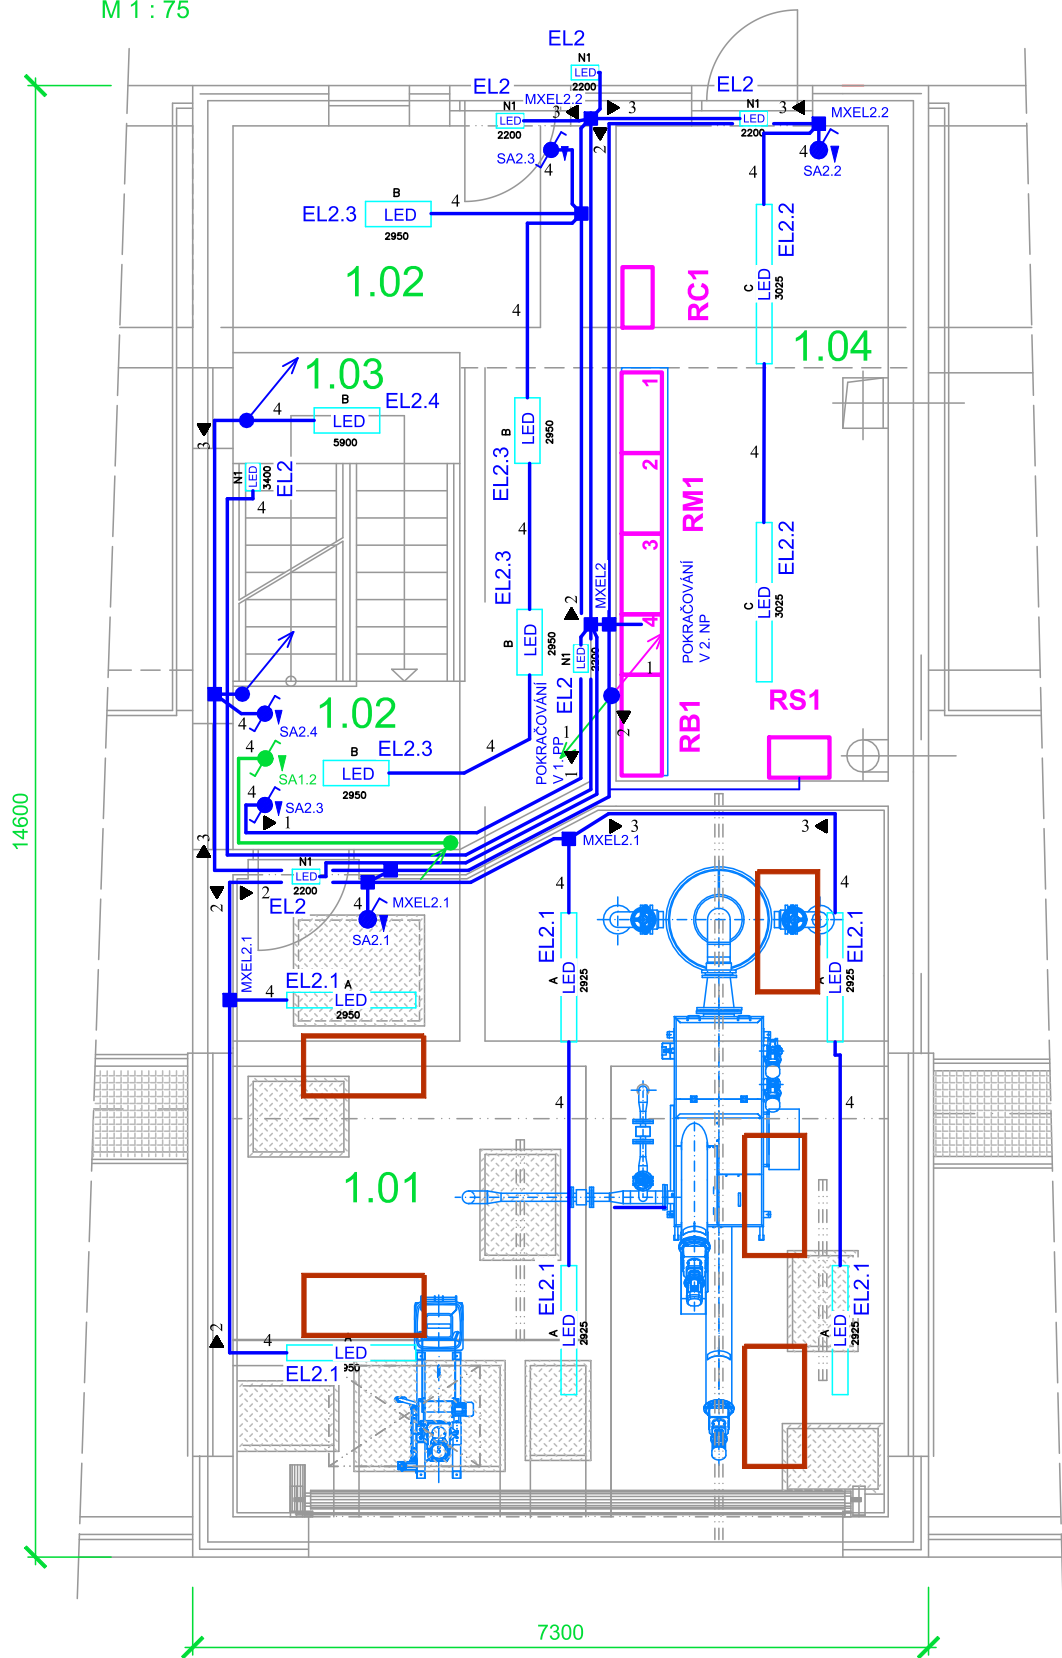 M 1 : 75
EL2
N1
LED
2200
EL2
MXEL2.2
3
3
EL2
N1
LED
2200
N1
LED
2200
3
MXEL2.2
2
SA2.3
4
4
SA2.2
4
B
EL2.3
LED
2950
4
EL2.2
C
LED
3025
1.02
RC1
4
1.03
1.04
B
EL2.4
4
LED
5900
1
3
N1
LED
3400
EL2
4
B
LED
2950
EL2.3
2
RM1
4
EL2.3
4
3
EL2.2
C
LED
3025
POKRAČOVÁNÍ
V 2. NP
2
MXEL2
4
B
LED
2950
N1
LED
2200
1
EL2
POKRAČOVÁNÍ
V 1. PP
RS1
1.02
RB1
2
4
SA2.4
1
4
EL2.3
4
B
LED
2950
1
SA1.2
4
SA2.3
1
14600
3
3
3
MXEL2.1
N1
LED
2200
2
2
EL2
4
MXEL2.1
SA2.1
4
4
MXEL2.1
EL2.1
A
LED
2925
EL2.1
A
LED
2925
4
EL2.1
A
LED
2950
4
4
1.01
EL2.1
A
LED
2925
EL2.1
A
LED
2925
2
4
A
LED
EL2.1
7300